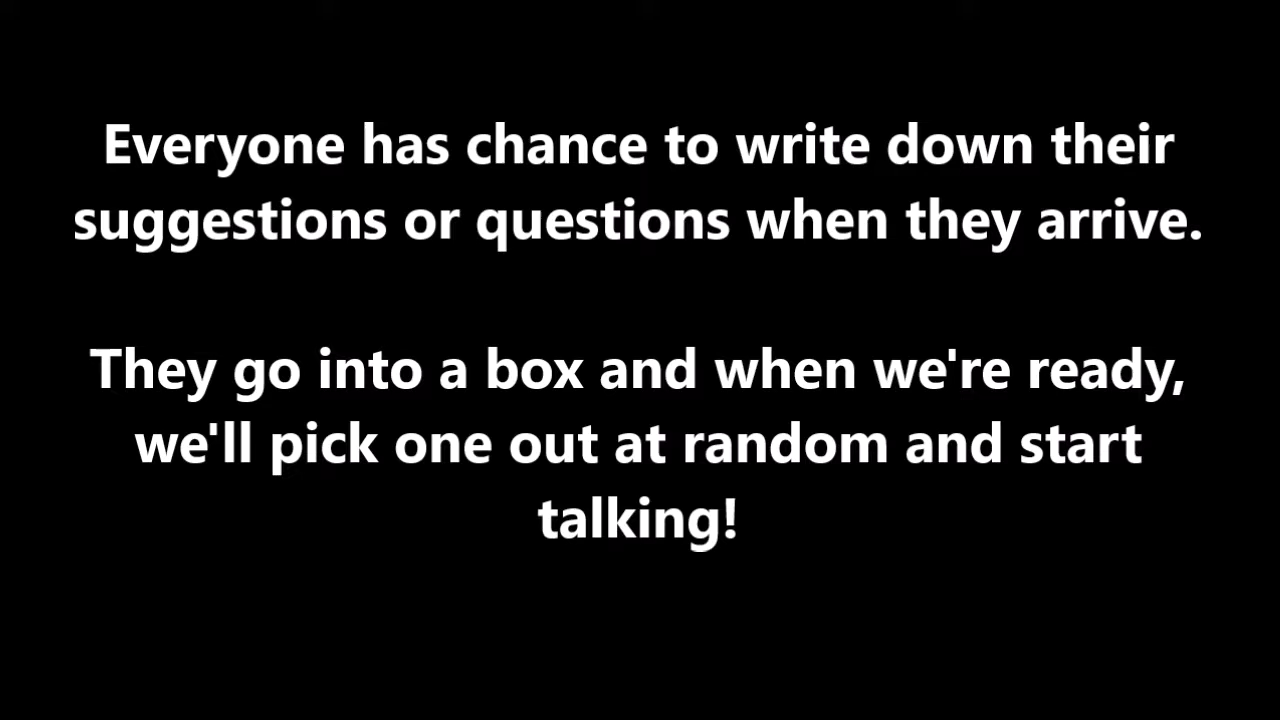 Everyone has chance to write down their
suggestions or questions when they arrive.
They go into a box and when we're ready,
we'll pick one out at random and start
talking!